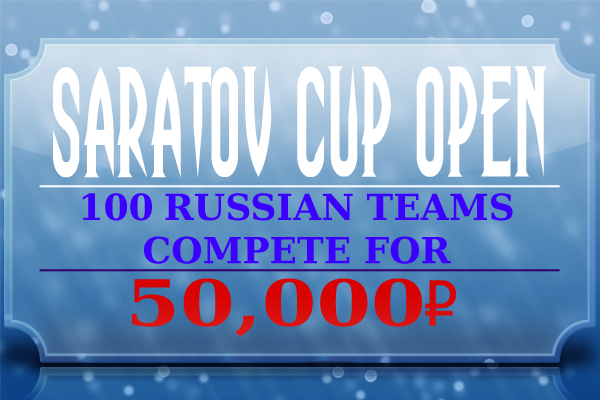 SARATOV CUP OPEN
100 RUSSIAN TEAMS
COMPETE FOR
50,000₽